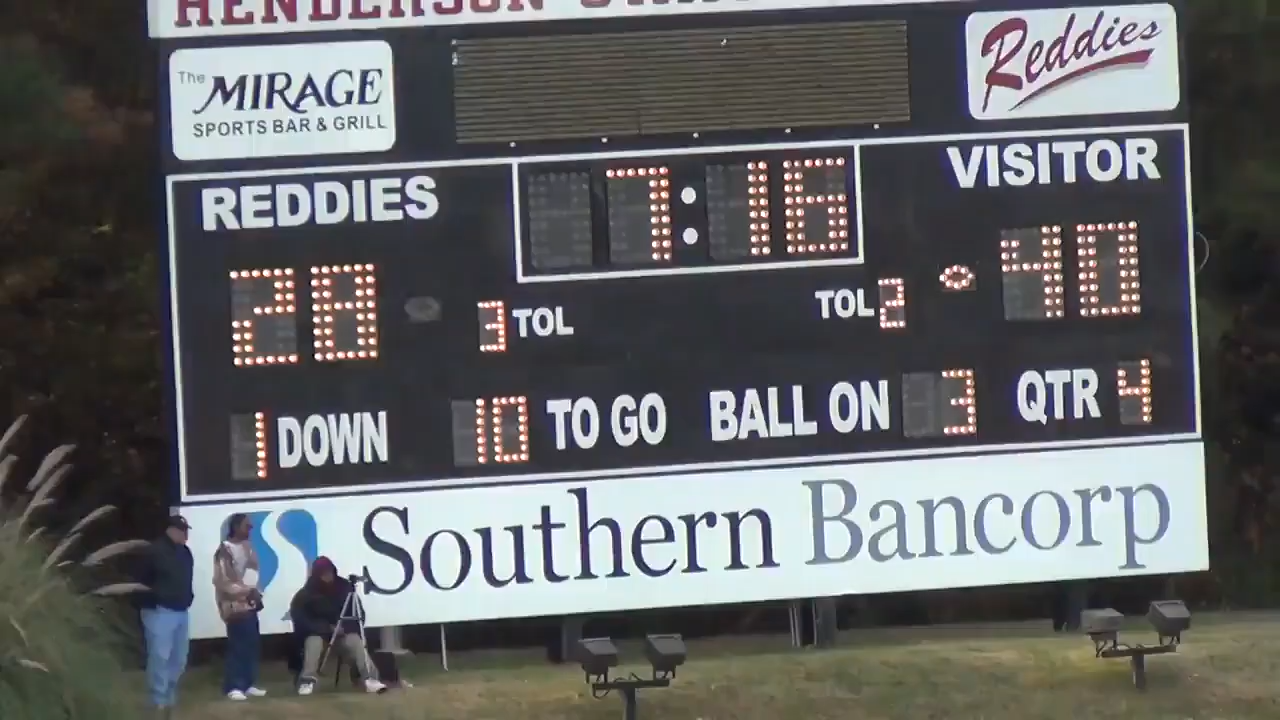 HENDERSON
The
MIRAGE
SPORTS BAR & GRILL
Reddies
REDDIES
7:16
VISITOR
28
3 TOL
TOL 2
40
1 DOWN
10 TO GO
BALL ON 3
QTR 4
Southern Bancorp